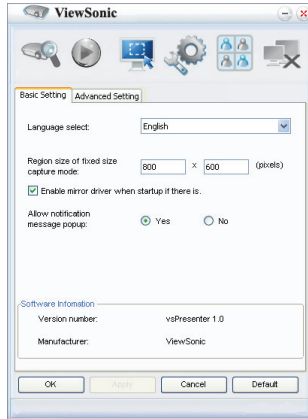 ViewSonic
Basic Setting Advanced Setting
Language select: English
Region size of fixed size capture mode: 800 x 600 (pixels)
Enable mirror driver when startup if there is.
Allow notification message popup: Yes No
Software Infomation
Version number: vsPresenter 1.0
Manufacturer: ViewSonic
OK Apply Cancel Default